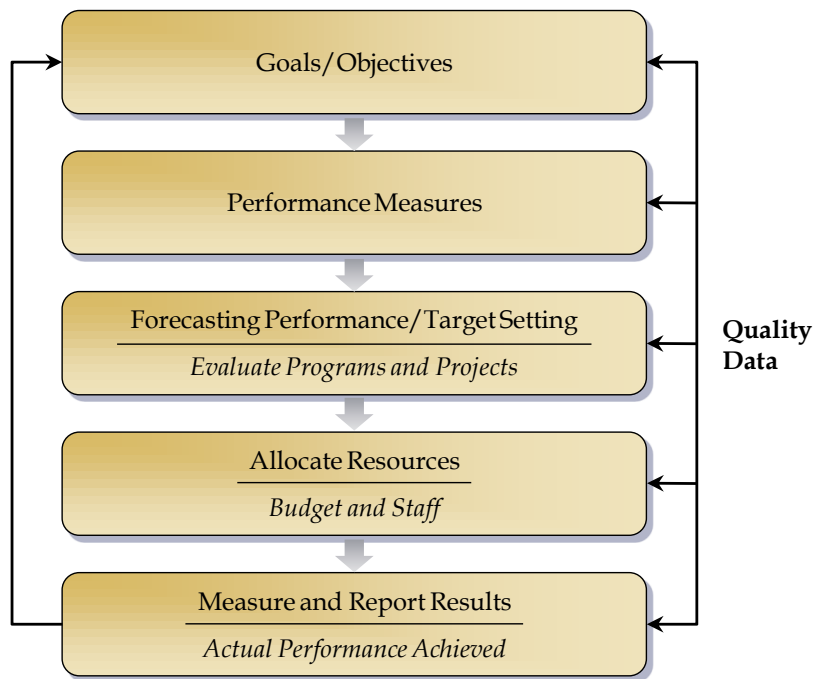 Goals/Objectives
Performance Measures
Forecasting Performance/Target Setting
Evaluate Programs and Projects
Quality
Data
Allocate Resources
Budget and Staff
Measure and Report Results
Actual Performance Achieved